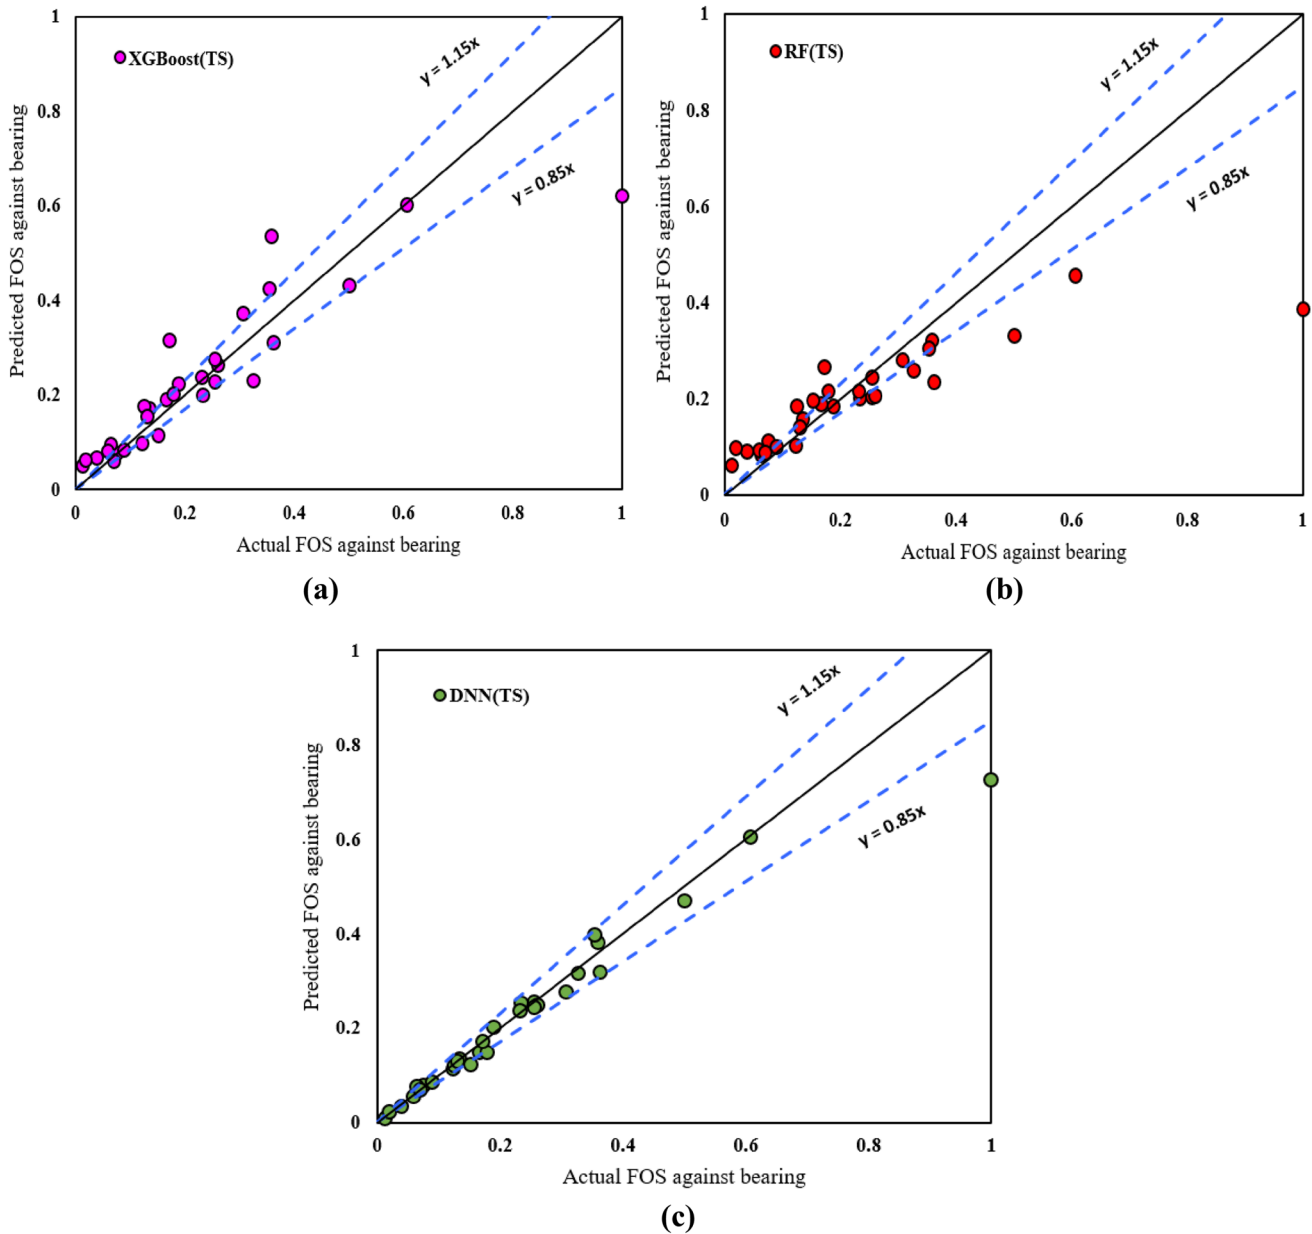 XGBoost(TS)
y = 1.15x
y = 0.85x
Predicted FOS against bearing
1
0.8
0.6
0.4
0.2
0
0 0.2 0.4 0.6 0.8 1
Actual FOS against bearing
(a)
RF(TS)
y = 1.15x
y = 0.85x
Predicted FOS against bearing
1
0.8
0.6
0.4
0.2
0
0 0.2 0.4 0.6 0.8 1
Actual FOS against bearing
(b)
DNN(TS)
y = 1.15x
y = 0.85x
Predicted FOS against bearing
1
0.8
0.6
0.4
0.2
0
0 0.2 0.4 0.6 0.8 1
Actual FOS against bearing
(c)